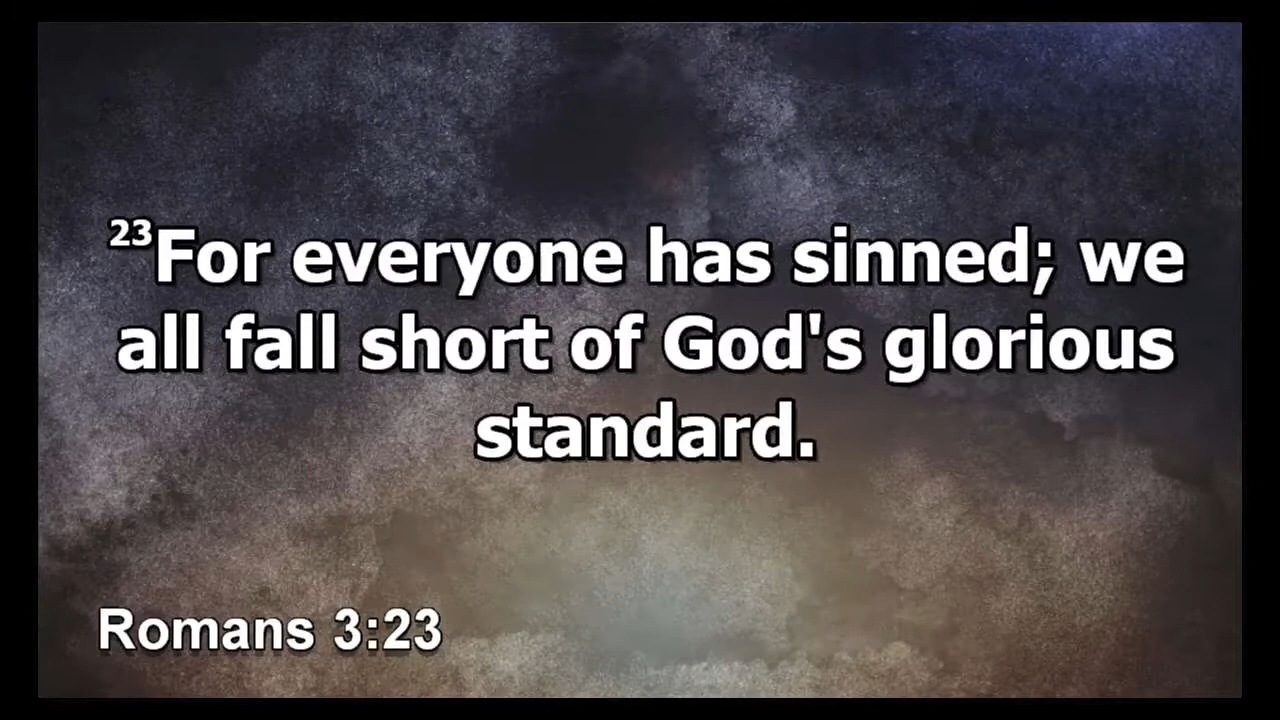 23For everyone has sinned; we
all fall short of God's glorious
standard.
Romans 3:23